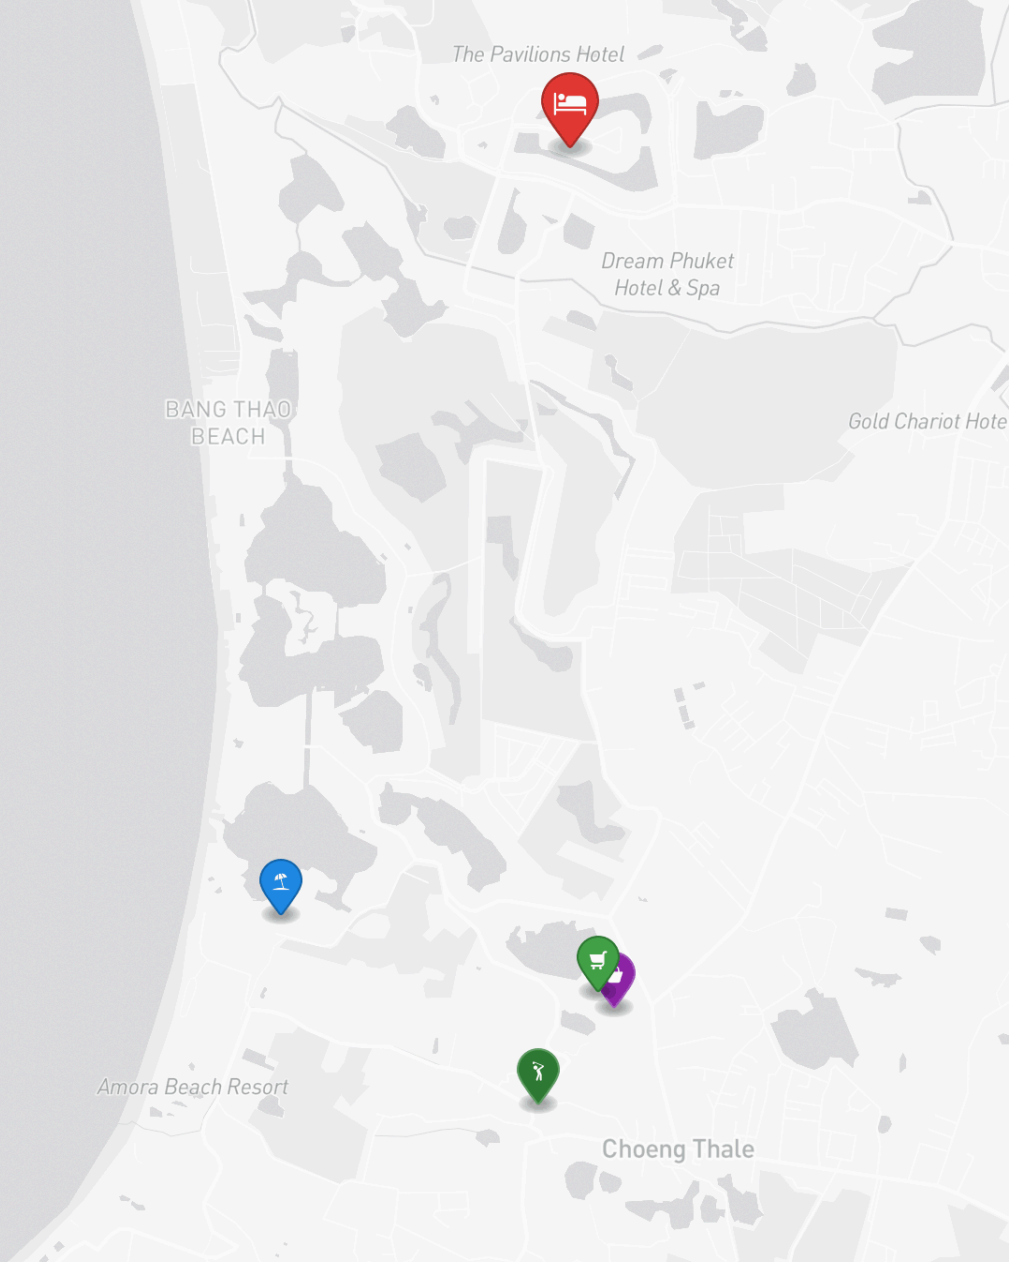 The Pavilions Hotel
Dream Phuket
Hotel & Spa
BANG THAO
BEACH
Gold Chariot Hote
Amora Beach Resort
Choeng Thale